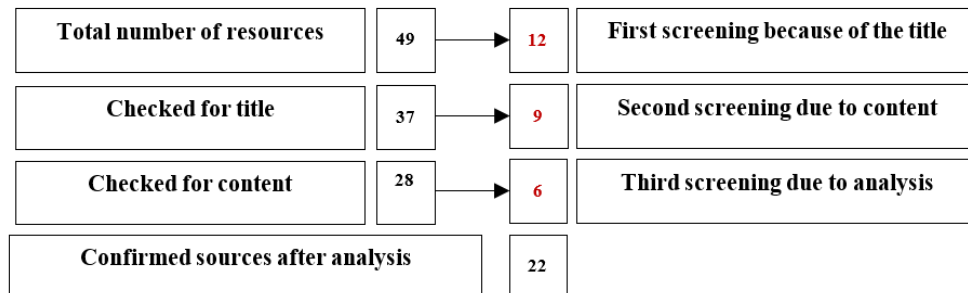 Total number of resources
49
12
First screening because of the title
Checked for title
37
9
Second screening due to content
Checked for content
28
6
Third screening due to analysis
Confirmed sources after analysis
22